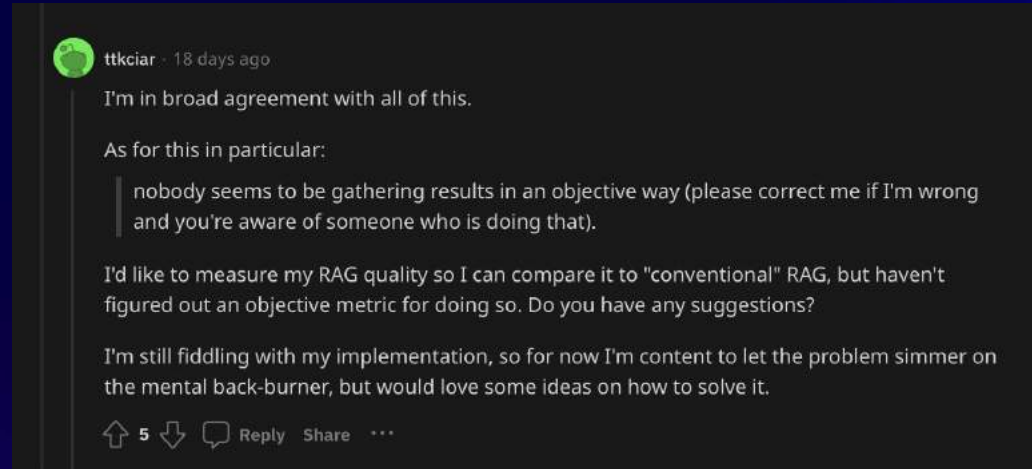 ttkciar · 18 days ago
I'm in broad agreement with all of this.
As for this in particular:
nobody seems to be gathering results in an objective way (please correct me if I'm wrong
and you're aware of someone who is doing that).
I'd like to measure my RAG quality so I can compare it to "conventional" RAG, but haven't
figured out an objective metric for doing so. Do you have any suggestions?
I'm still fiddling with my implementation, so for now I'm content to let the problem simmer on
the mental back-burner, but would love some ideas on how to solve it.
5 Reply Share ···